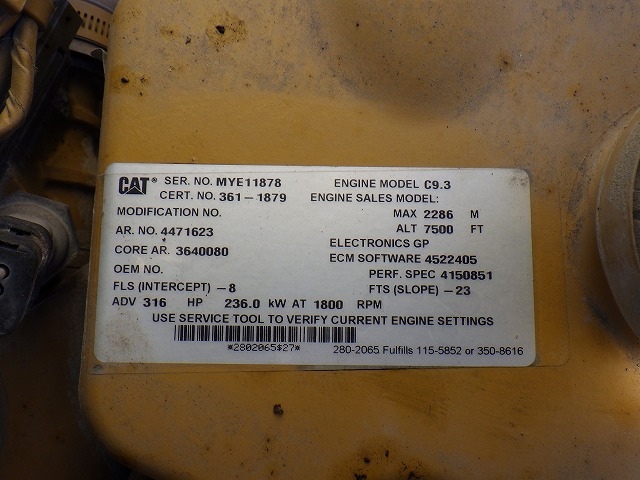 CAT® SER. NO. MYE11878 ENGINE MODEL C9.3
CERT. NO. 361-1879 ENGINE SALES MODEL:
MODIFICATION NO. MAX 2286 M
AR. NO. 4471623 ALT 7500 FT
ELECTRONICS GP
CORE AR. 3640080 ECM SOFTWARE 4522405
OEM NO. PERF. SPEC 4150851
FLS (INTERCEPT) -8 FTS (SLOPE) -23
ADV 316 HP 236.0 kW AT 1800 RPM
USE SERVICE TOOL TO VERIFY CURRENT ENGINE SETTINGS
*2802065$27* 280-2065 Fulfills 115-5852 or 350-8616